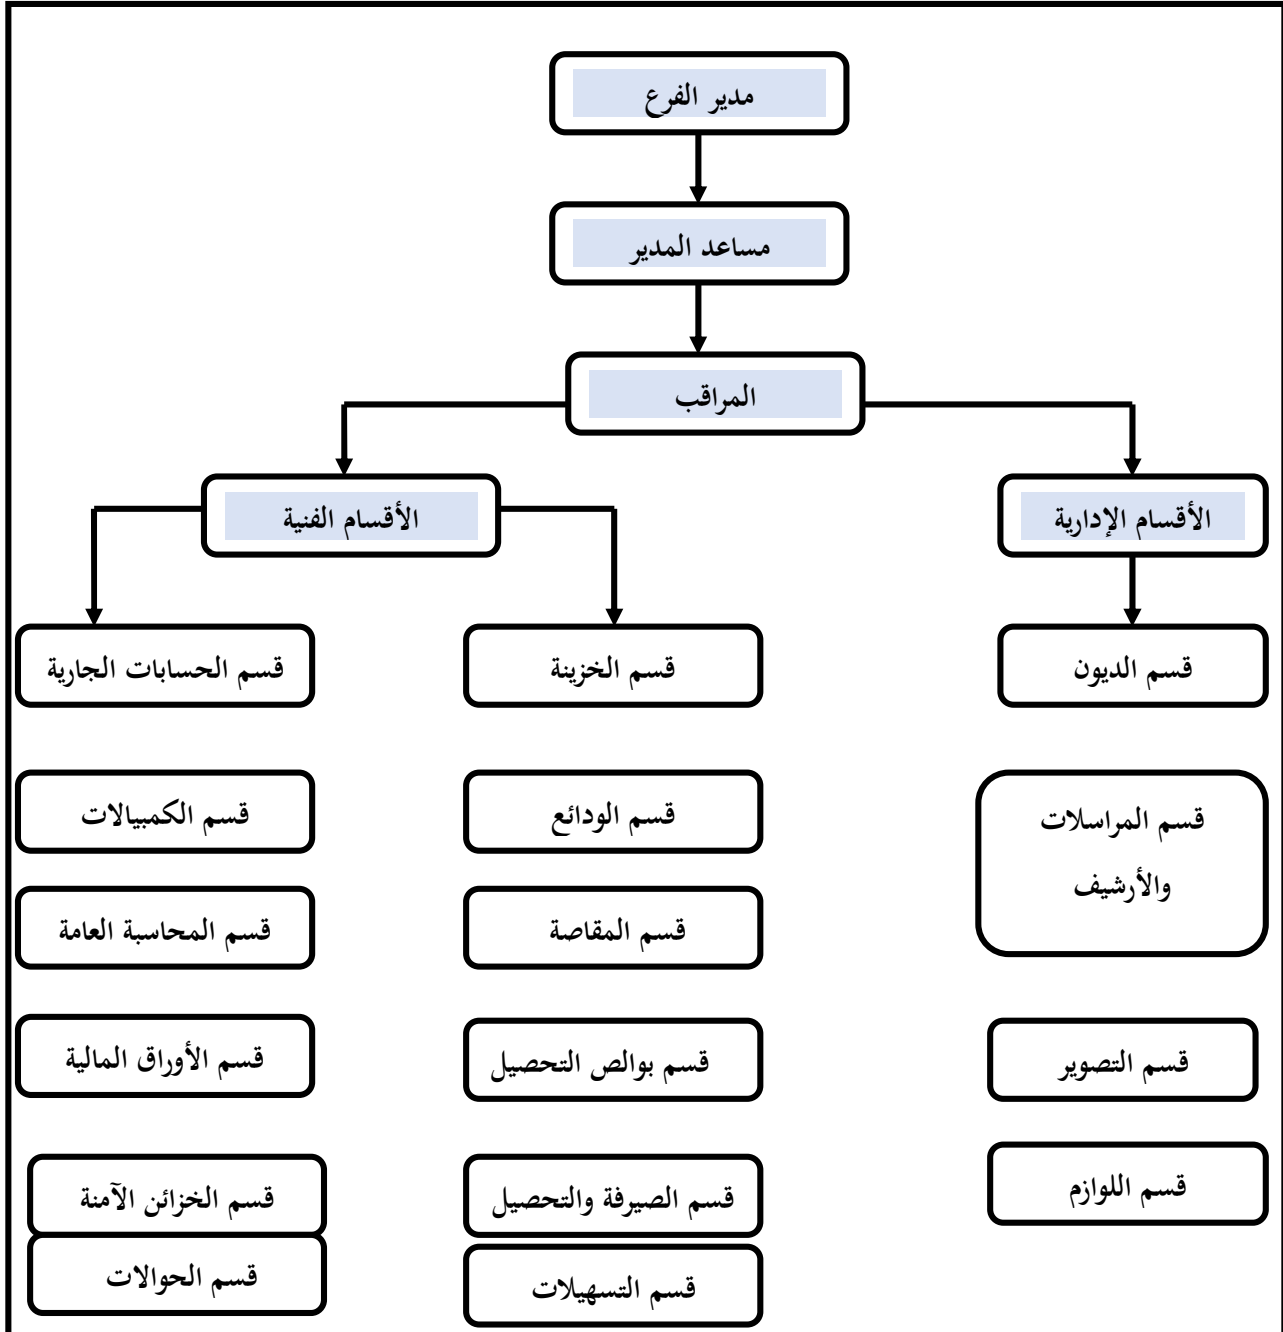 مدير الفرع
مساعد المدير
المراقب
الأقسام الإدارية
الأقسام الفنية
قسم الديون
قسم الخزينة
قسم الحسابات الجارية
قسم المراسلات
والأرشيف
قسم الودائع
قسم الكمبيالات
قسم المقاصة
قسم المحاسبة العامة
قسم التصوير
قسم بوالص التحصيل
قسم الأوراق المالية
قسم اللوازم
قسم الصيرفة والتحصيل
قسم الخزائن الآمنة
قسم التسهيلات
قسم الحوالات